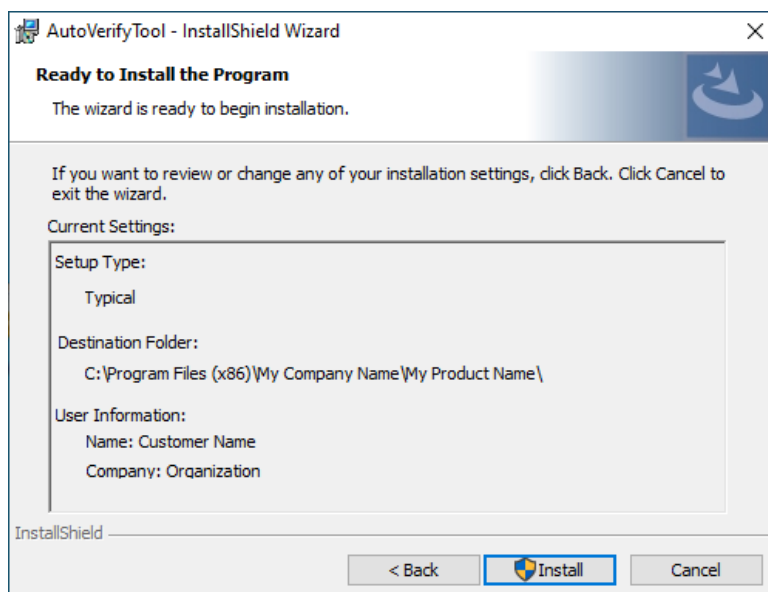 AutoVerifyTool - InstallShield Wizard
Ready to Install the Program
The wizard is ready to begin installation.
If you want to review or change any of your installation settings, click Back. Click Cancel to
exit the wizard.
Current Settings:
Setup Type:
Typical
Destination Folder:
C:\Program Files (x86)\My Company Name\My Product Name\
User Information:
Name: Customer Name
Company: Organization
InstallShield
< Back
Install
Cancel